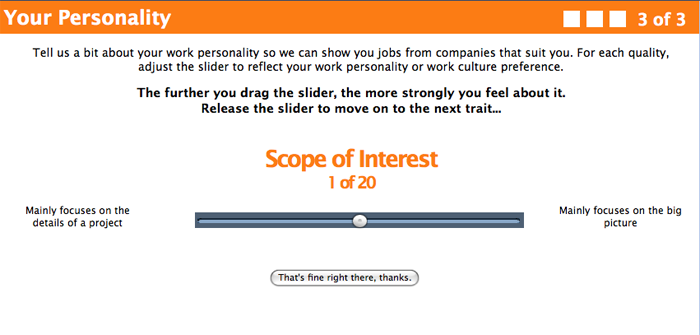 Your Personality
3 of 3
Tell us a bit about your work personality so we can show you jobs from companies that suit you. For each quality,
adjust the slider to reflect your work personality or work culture preference.
The further you drag the slider, the more strongly you feel about it.
Release the slider to move on to the next trait...
Scope of Interest
1 of 20
Mainly focuses on the
details of a project
Mainly focuses on the big
picture
That's fine right there, thanks.